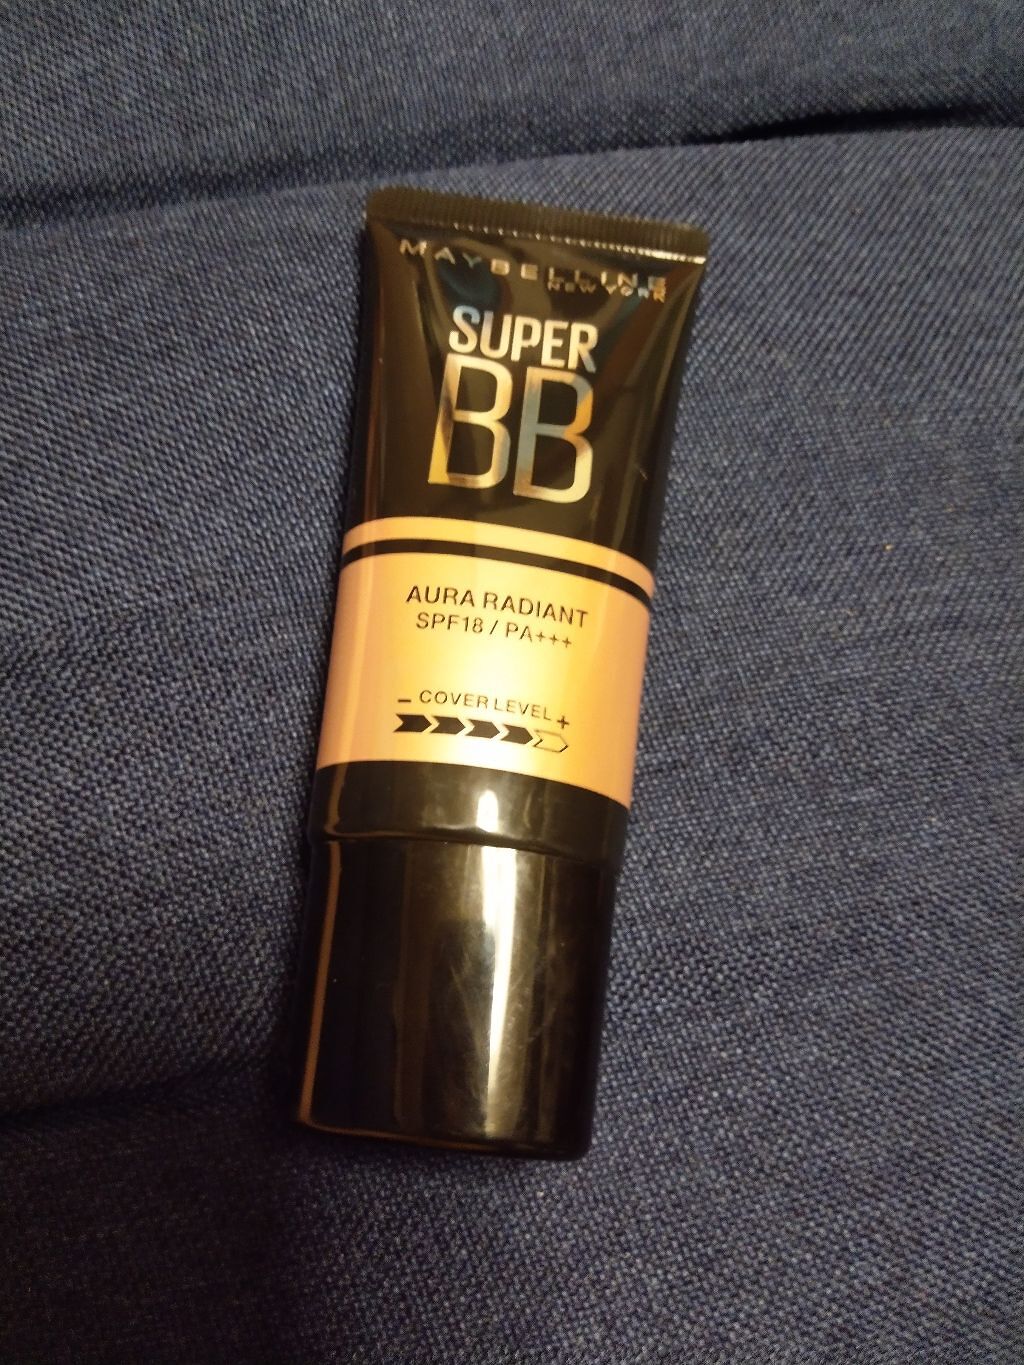 MAYBELLINE
NEW YORK
SUPER
BB
AURA RADIANT
SPF18 / PA+++
- COVER LEVEL +